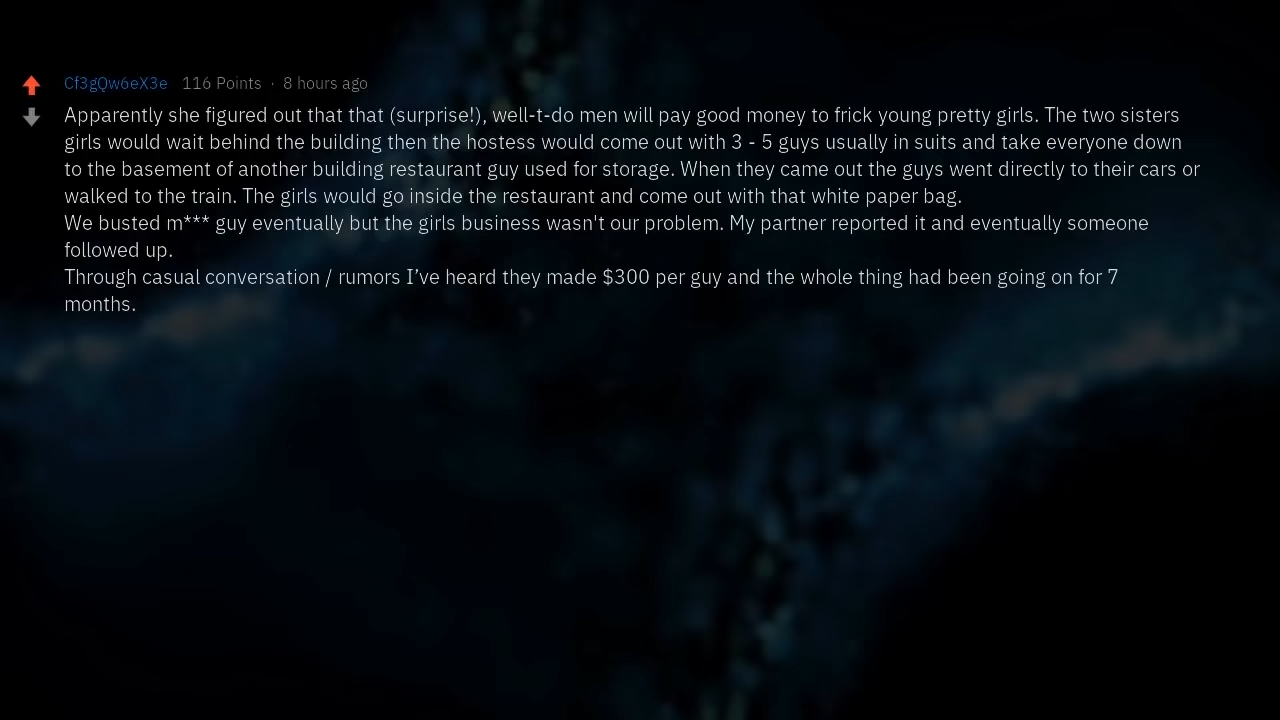 Cf3gQw6eX3e 116 Points · 8 hours ago
Apparently she figured out that that (surprise!), well-t-do men will pay good money to frick young pretty girls. The two sisters
girls would wait behind the building then the hostess would come out with 3 - 5 guys usually in suits and take everyone down
to the basement of another building restaurant guy used for storage. When they came out the guys went directly to their cars or
walked to the train. The girls would go inside the restaurant and come out with that white paper bag.
We busted m*** guy eventually but the girls business wasn't our problem. My partner reported it and eventually someone
followed up.
Through casual conversation / rumors I’ve heard they made $300 per guy and the whole thing had been going on for 7
months.